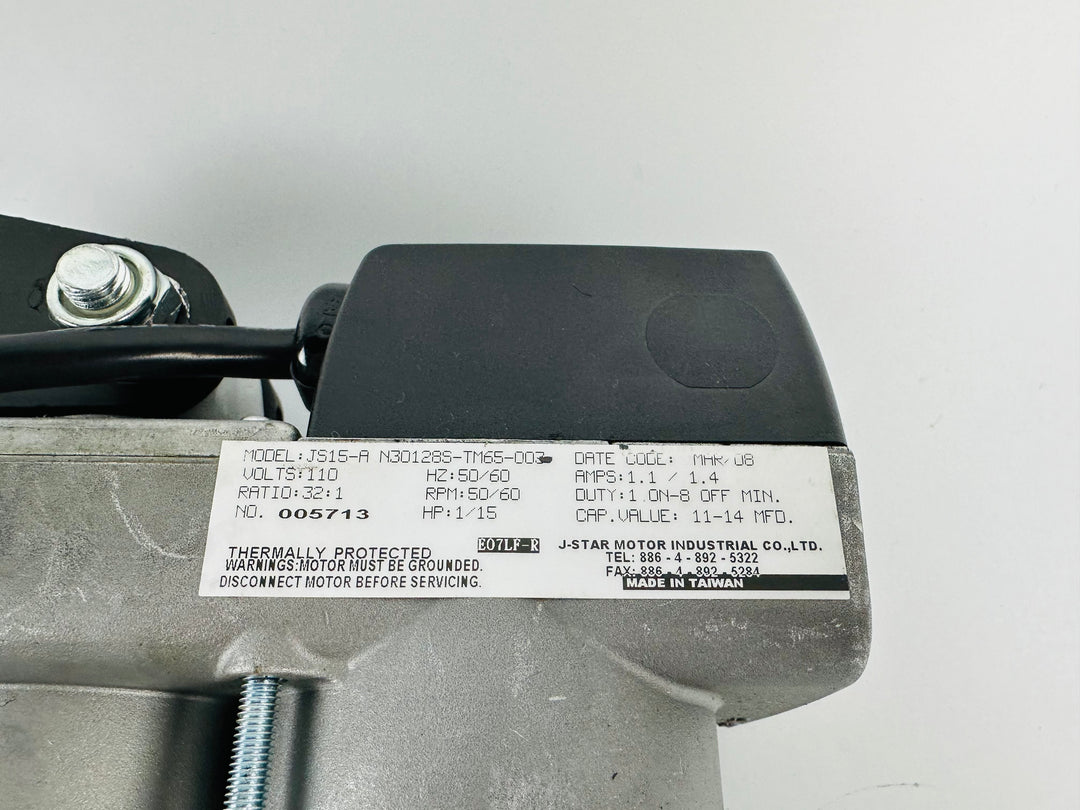 MODEL:JS15-A N30128S-TM65-003 DATE CODE: MAR/08
VOLTS:110 HZ:50/60 AMPS:1.1 / 1.4
RATIO:32:1 RPM:50/60 DUTY:1 ON-8 OFF MIN.
NO. 005713 HP:1/15 CAP.VALUE: 11-14 MFD.
THERMALLY PROTECTED E07LF-R J-STAR MOTOR INDUSTRIAL CO.,LTD.
WARNINGS:MOTOR MUST BE GROUNDED. TEL: 886 - 4 - 892 - 5322
DISCONNECT MOTOR BEFORE SERVICING. FAX: 886 - 4 - 892 - 5284
MADE IN TAIWAN